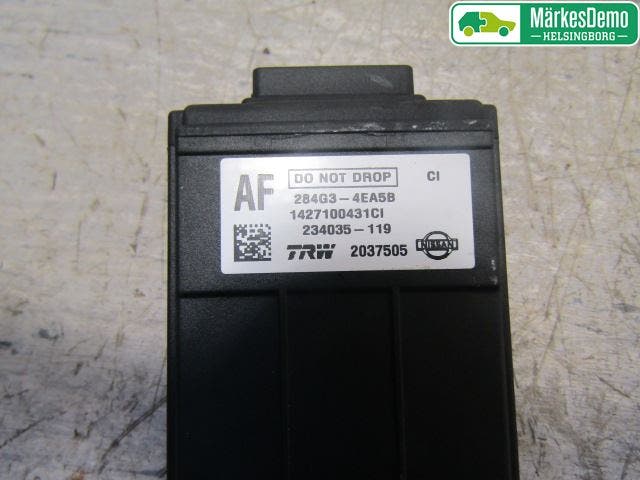 MärkesDemo
HELSINGBORG
AF DO NOT DROP CI
284G3-4EA5B
1427100431CI
234035-119
TRW 2037505 NISSAN